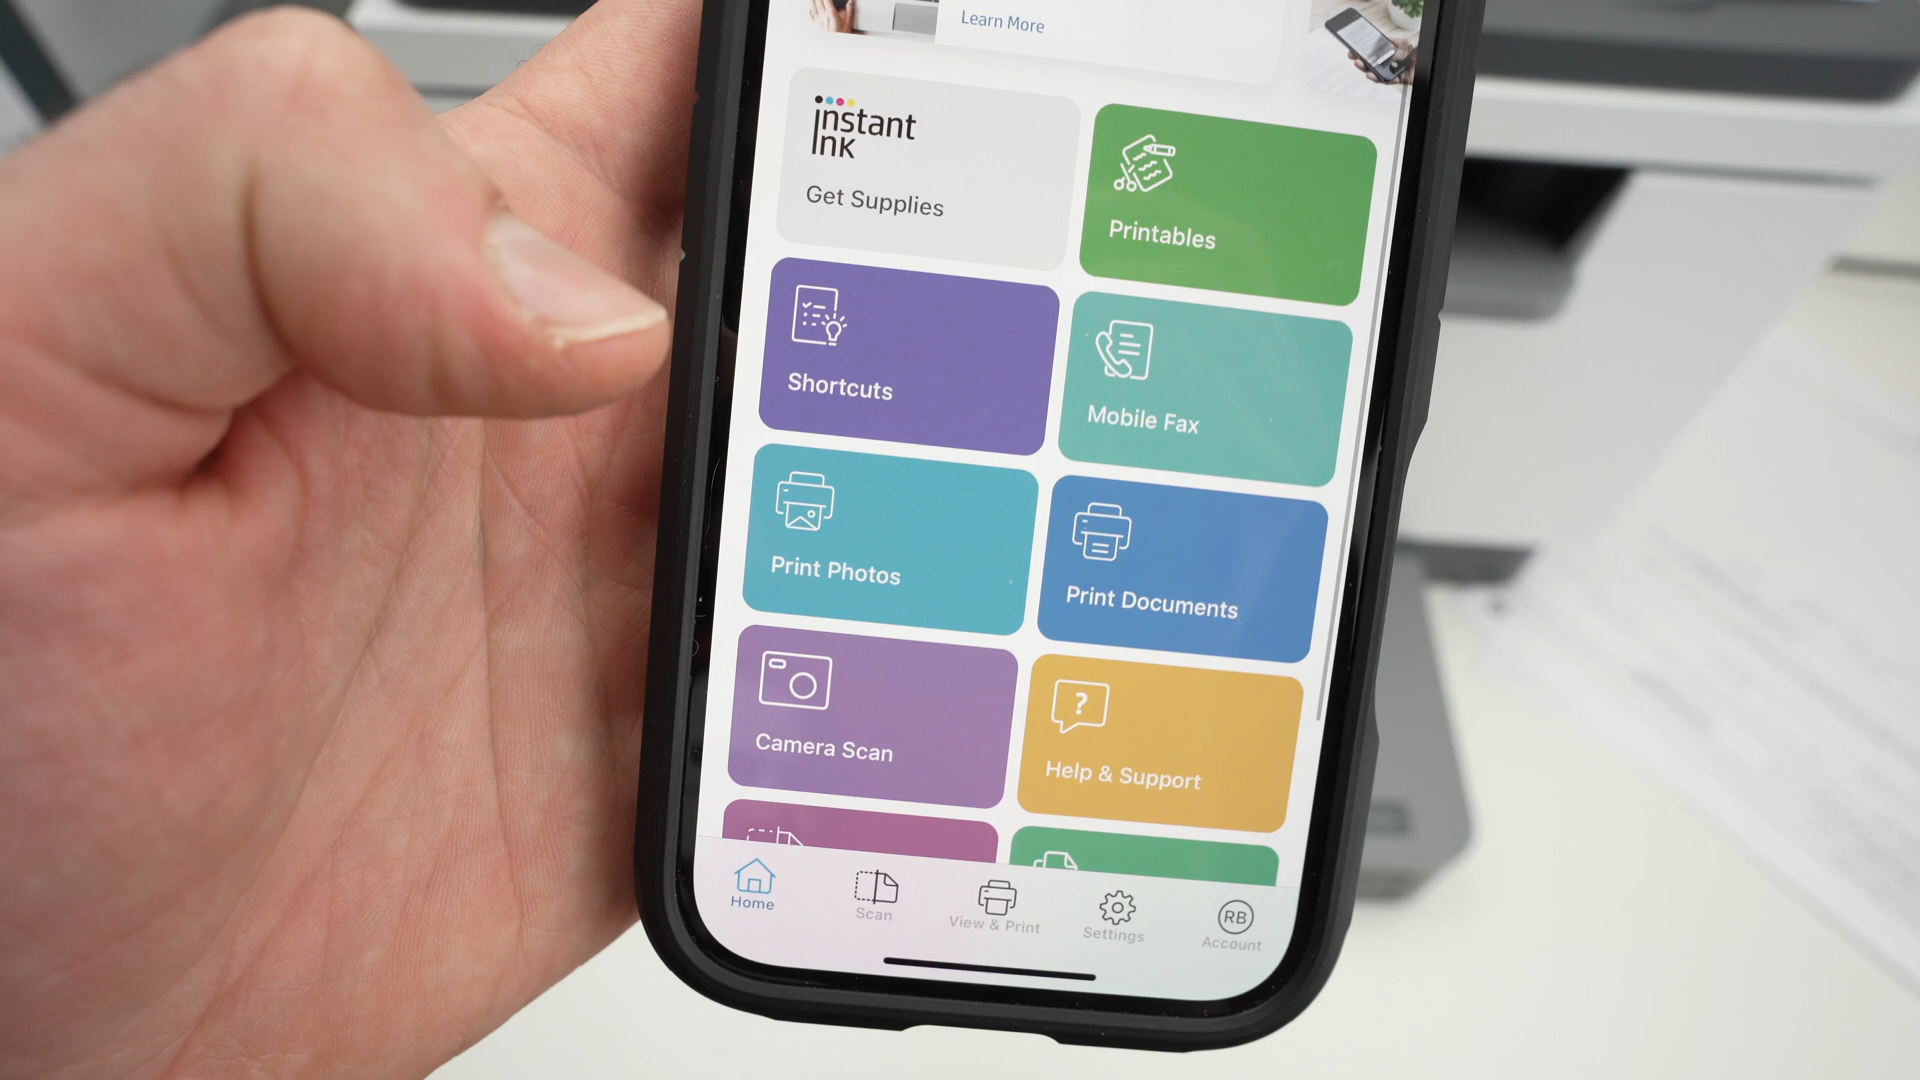 Learn More
instant
Ink
Get Supplies
Printables
Shortcuts
Mobile Fax
Print Photos
Print Documents
?
Camera Scan
Help & Support
Home
Scan
View & Print
Settings
RB
Account